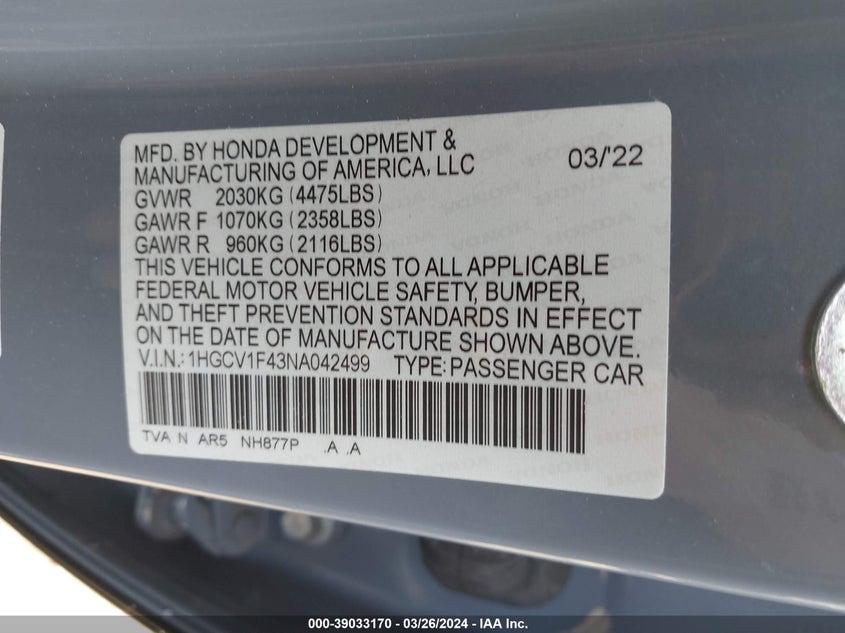 MFD. BY HONDA DEVELOPMENT &
MANUFACTURING OF AMERICA, LLC 03/'22
GVWR 2030KG (4475LBS)
GAWR F 1070KG (2358LBS)
GAWR R 960KG (2116LBS)
THIS VEHICLE CONFORMS TO ALL APPLICABLE
FEDERAL MOTOR VEHICLE SAFETY, BUMPER,
AND THEFT PREVENTION STANDARDS IN EFFECT
ON THE DATE OF MANUFACTURE SHOWN ABOVE.
V.I.N.: 1HGCV1F43NA042499 TYPE: PASSENGER CAR
TVA N AR5 NH877P .A .A
000-39033170 - 03/26/2024 - IAA Inc.